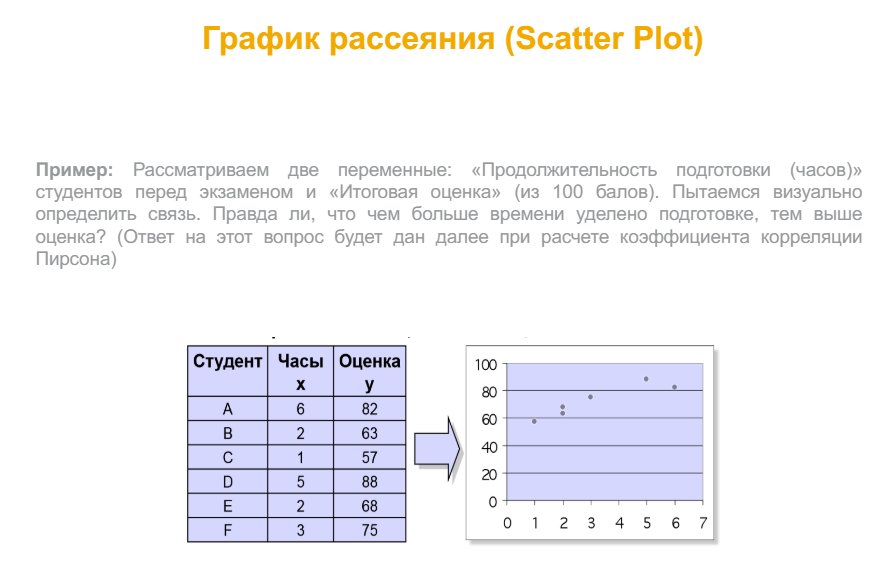 График рассеяния (Scatter Plot)
Пример: Рассматриваем две переменные: «Продолжительность подготовки (часов)»
студентов перед экзаменом и «Итоговая оценка» (из 100 балов). Пытаемся визуально
определить связь. Правда ли, что чем больше времени уделено подготовке, тем выше
оценка? (Ответ на этот вопрос будет дан далее при расчете коэффициента корреляции
Пирсона)
Студент Часы x Оценка y
A 6 82
B 2 63
C 1 57
D 5 88
E 2 68
F 3 75
100
80
60
40
20
0
0 1 2 3 4 5 6 7